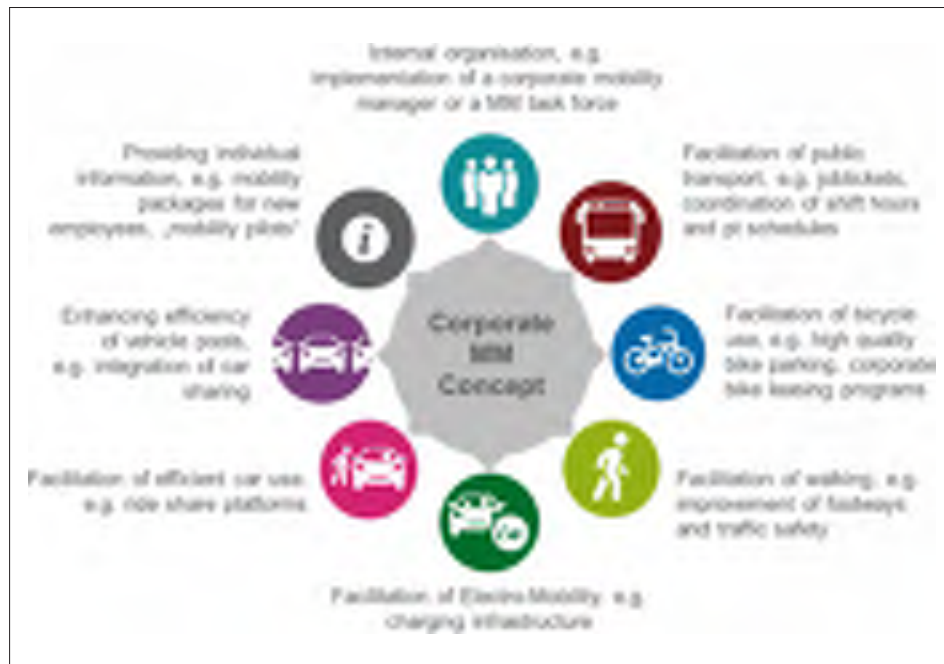 Internal organisation, e.g.
implementation of a corporate mobility
manager or a MM task force
Facilitation of public
transport, e.g. jobtickets,
coordination of shift hours
and pt schedules
Facilitation of bicycle
use, e.g. high quality
bike parking, corporate
bike leasing programs
Facilitation of walking, e.g.
improvement of footways
and traffic safety
Facilitation of Electro-Mobility, e.g.
charging infrastructure
Facilitation of efficient car use,
e.g. ride share platforms
Enhancing efficiency
of vehicle pools,
e.g. integration of car
sharing
Providing individual
information, e.g. mobility
packages for new
employees, „mobility pilots"
Corporate
MM
Concept